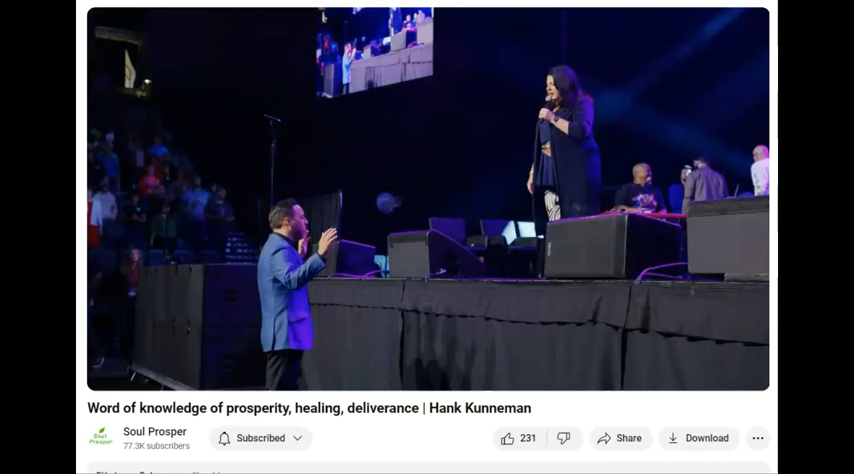 Word of knowledge of prosperity, healing, deliverance | Hank Kunneman
Soul
Prosper
Soul Prosper
77.3K subscribers
Subscribed
231
Share
Download